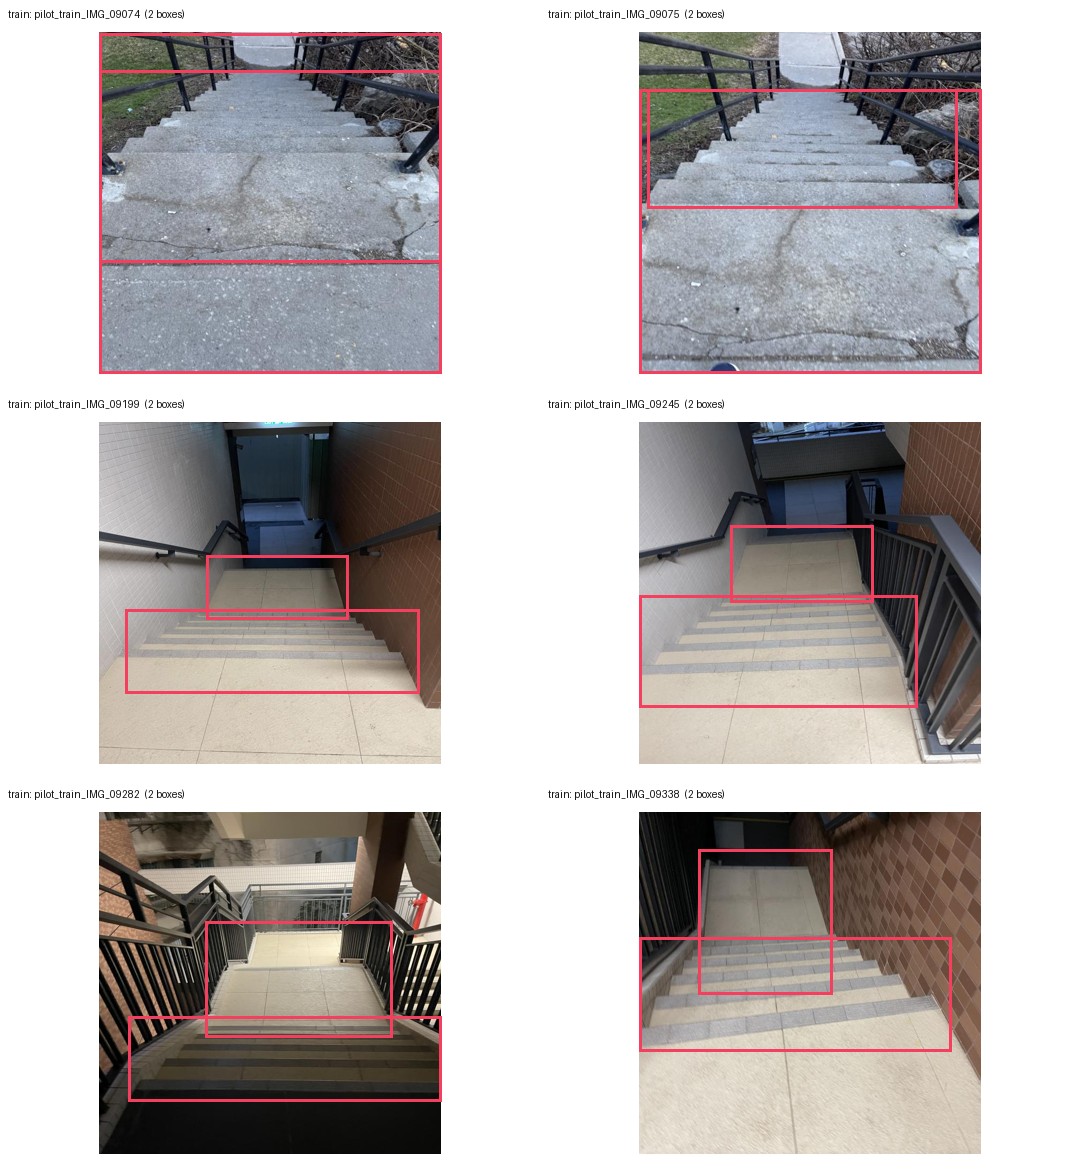 train: pilot_train_IMG_09074 (2 boxes)
train: pilot_train_IMG_09075 (2 boxes)
train: pilot_train_IMG_09199 (2 boxes)
train: pilot_train_IMG_09245 (2 boxes)
train: pilot_train_IMG_09282 (2 boxes)
train: pilot_train_IMG_09338 (2 boxes)